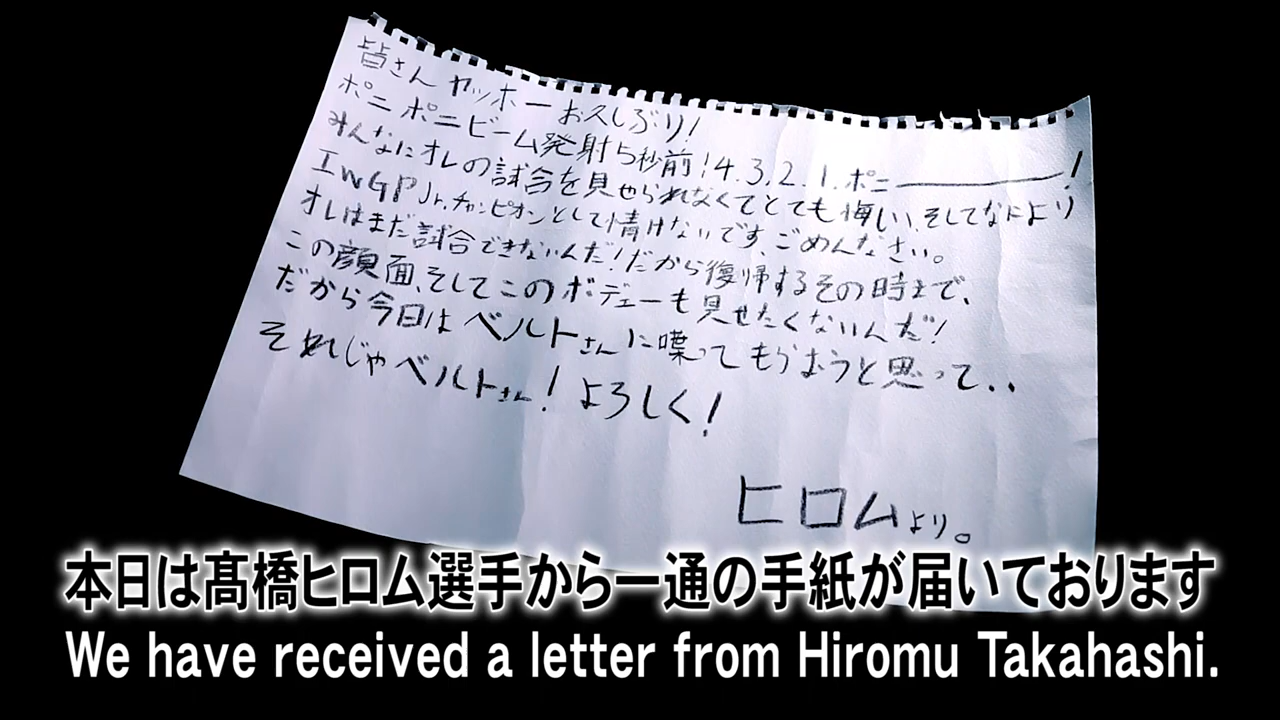 皆さん ヤッホー お久しぶり!
ポニ ポニビーム発射5秒前!4.3.2.1.ポニ――――!
みんなにオレの試合を見せられなくてとても悔しい、そしてなにより
IWGP Jr.チャンピオンとして情けないです、ごめんなさい。
オレはまだ試合できないんだ!だから復帰するその時まで、
この顔面、そしてこのボデェーも見せたくないんだ!
だから今日はベルトさんに喋ってもらおうと思って..
それじゃベルトさん!よろしく!
ヒロムより。
本日は髙橋ヒロム選手から一通の手紙が届いております
We have received a letter from Hiromu Takahashi.